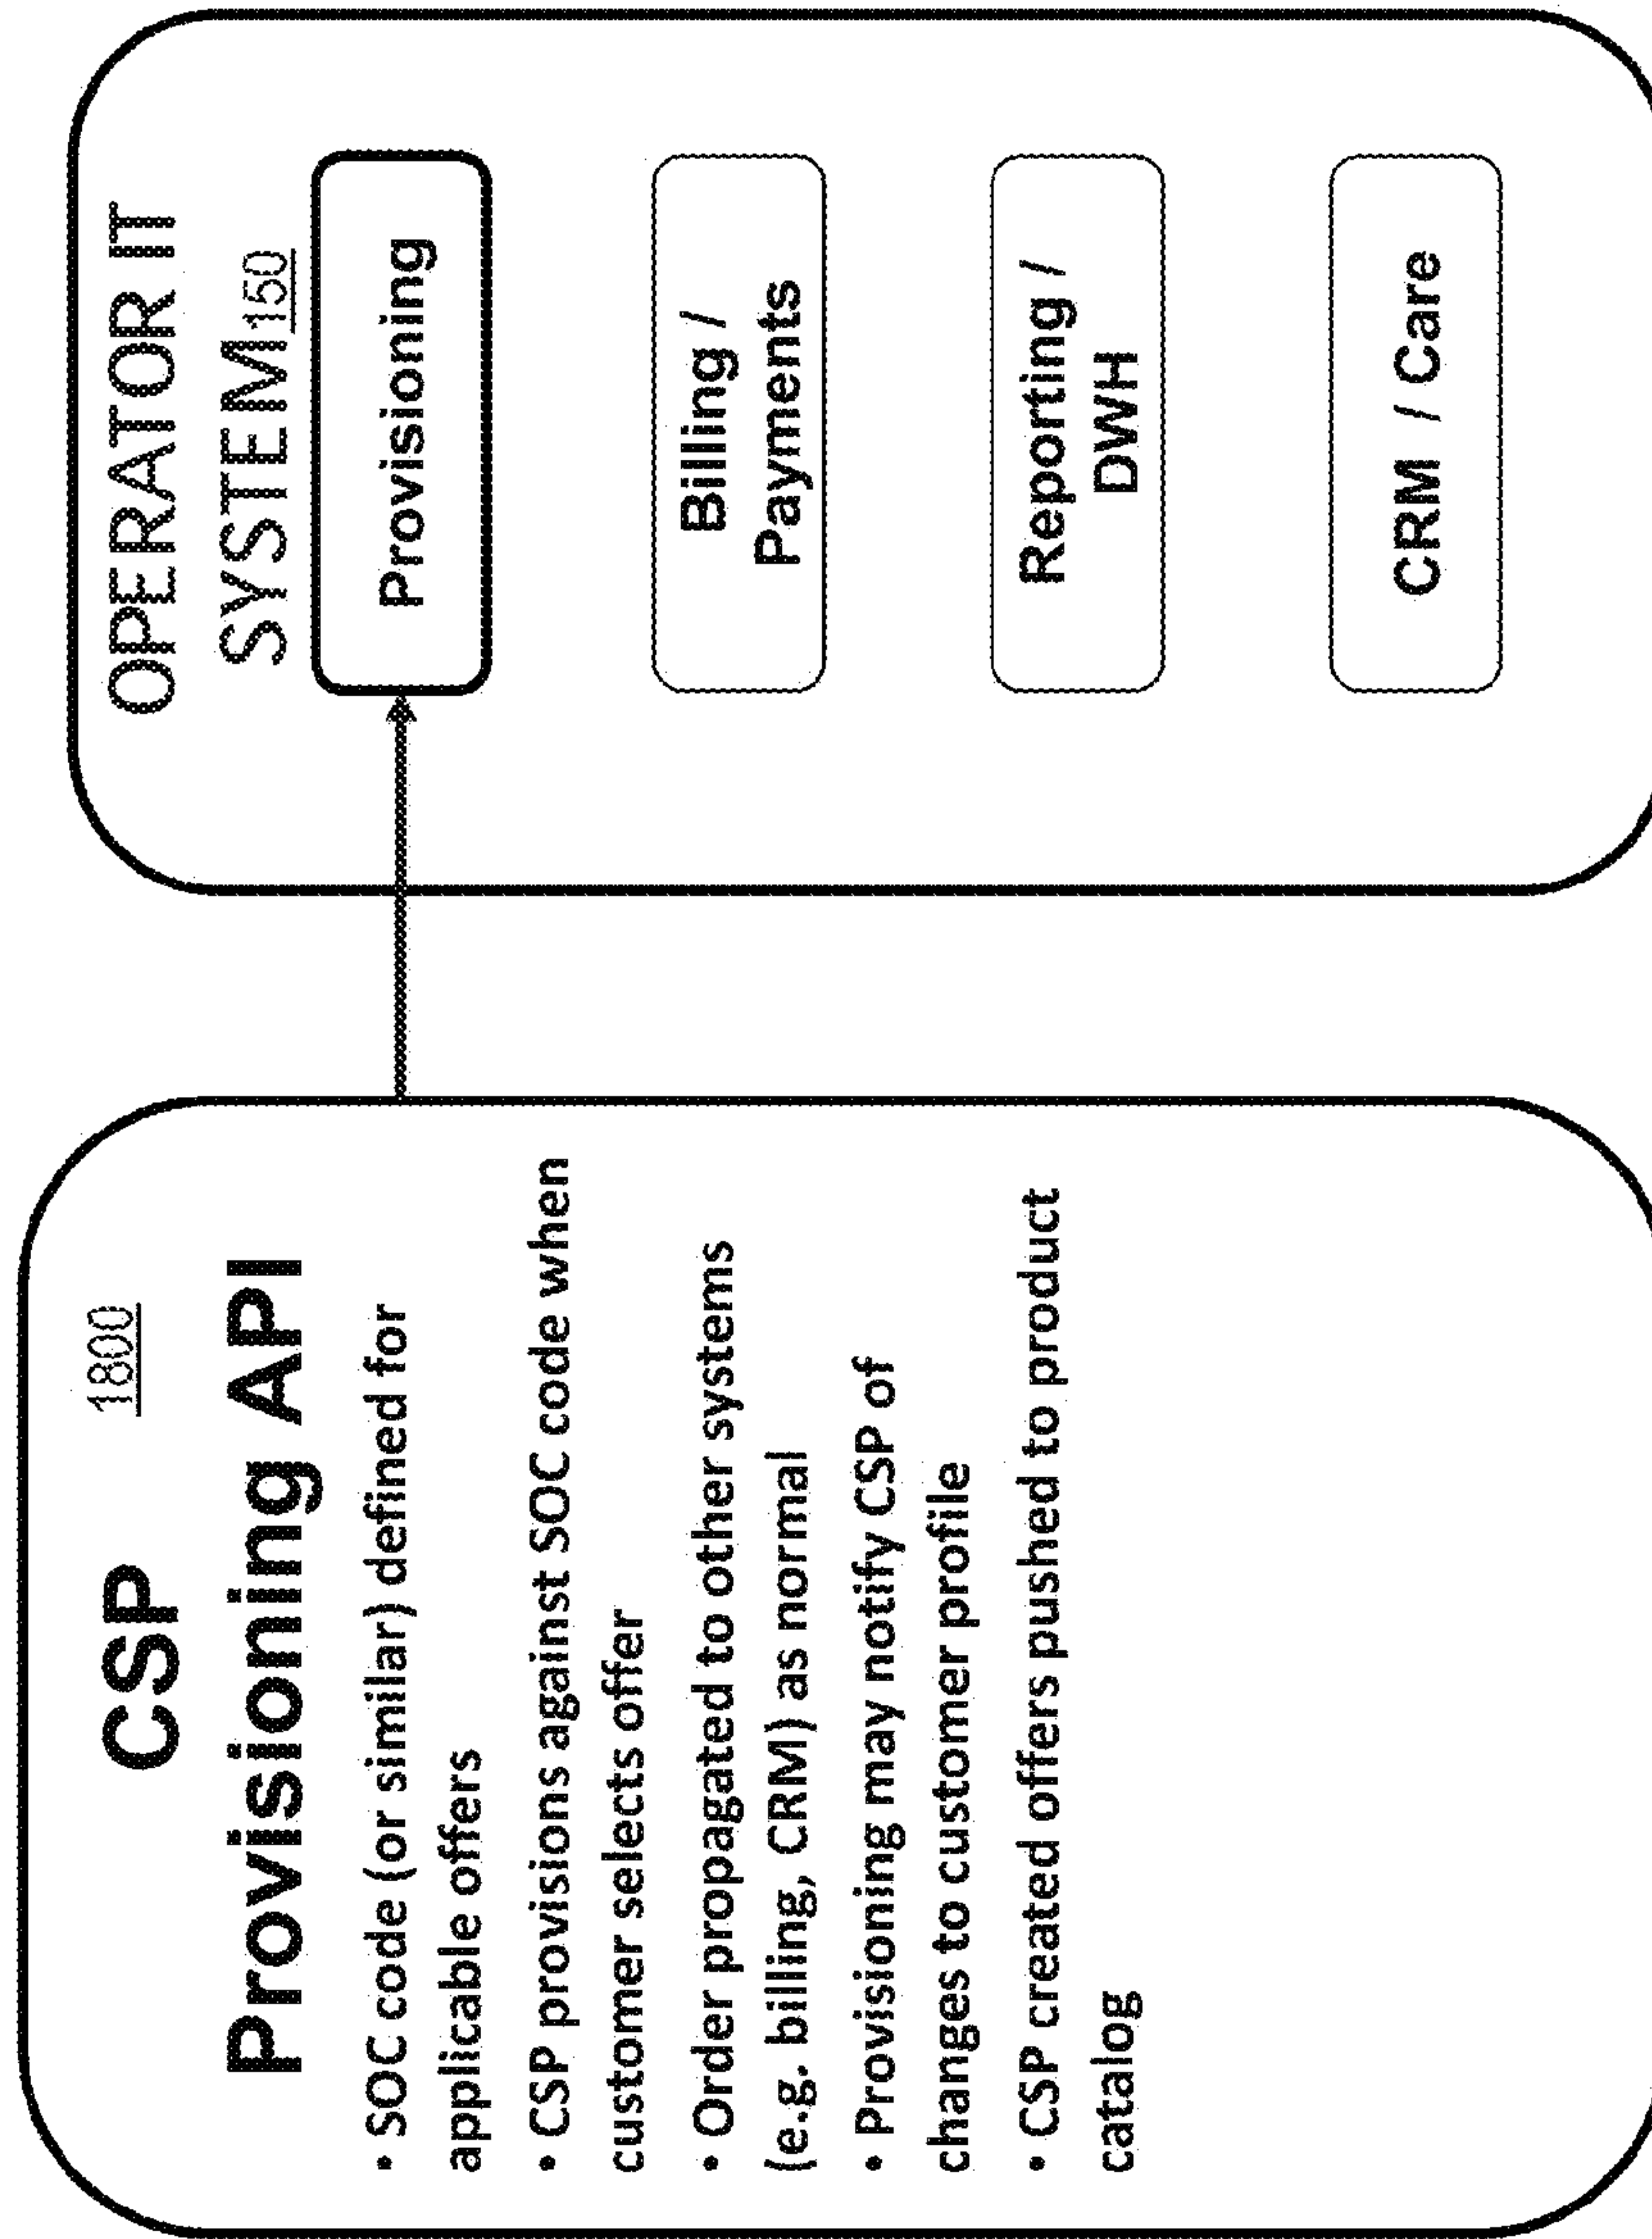 CSP
1800
Provisioning API
• SOC code (or similar) defined for
applicable offers
• CSP provisions against SOC code when
customer selects offer
• Order propagated to other systems
(e.g. billing, CRM) as normal
• Provisioning may notify CSP of
changes to customer profile
• CSP created offers pushed to product
catalog
OPERATOR IT
SYSTEM 150
Provisioning
Billing /
Payments
Reporting /
DWH
CRM / Care